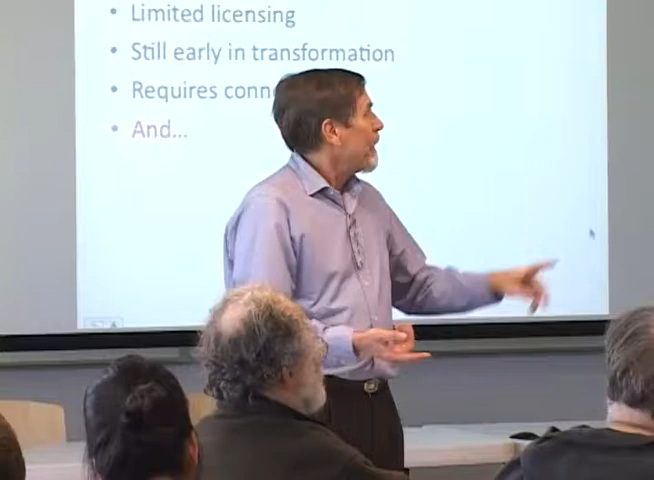 Limited licensing
Still early in transformation
Requires conn
And...